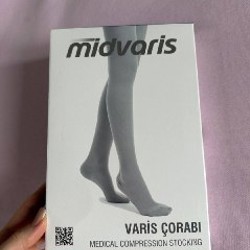 midvaris
VARİS ÇORABI
MEDICAL COMPRESSION STOCKING